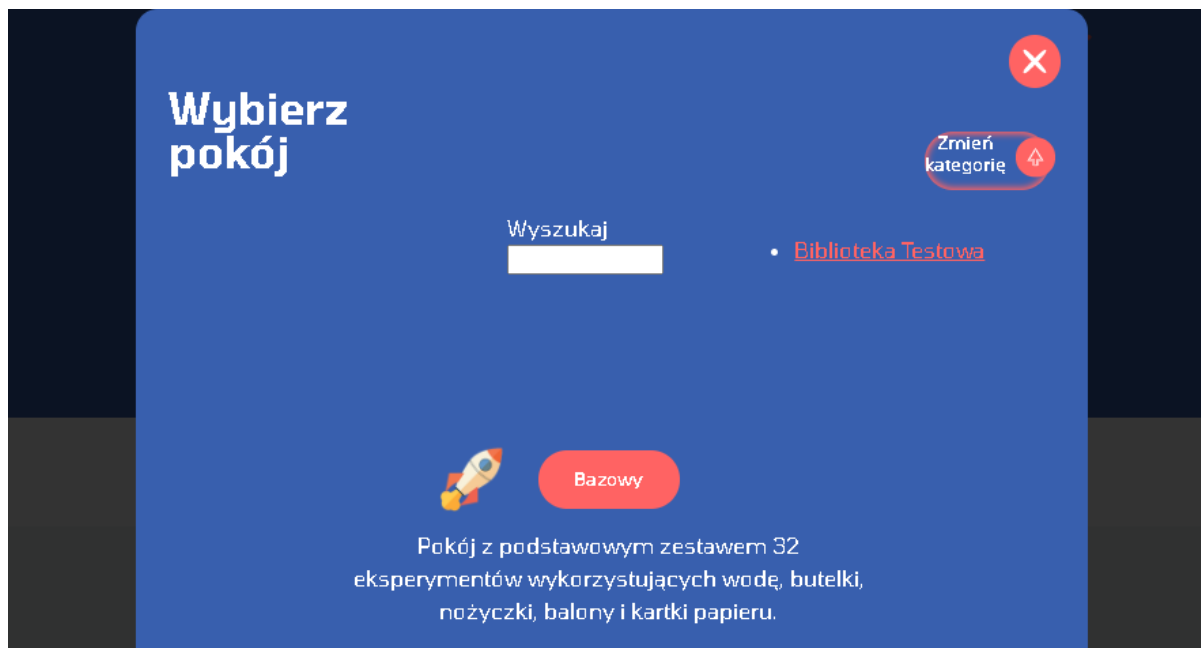 Wybierz
pokój
Zmień
kategorię
Wyszukaj
Biblioteka Testowa
Bazowy
Pokój z podstawowym zestawem 32
eksperymentów wykorzystujących wodę, butelki,
nożyczki, balony i kartki papieru.